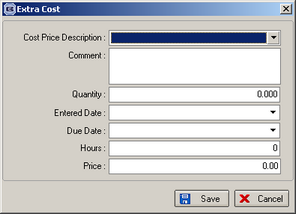 Extra Cost
Cost Price Description :
Comment :
Quantity : 0.000
Entered Date :
Due Date :
Hours : 0
Price : 0.00
Save Cancel